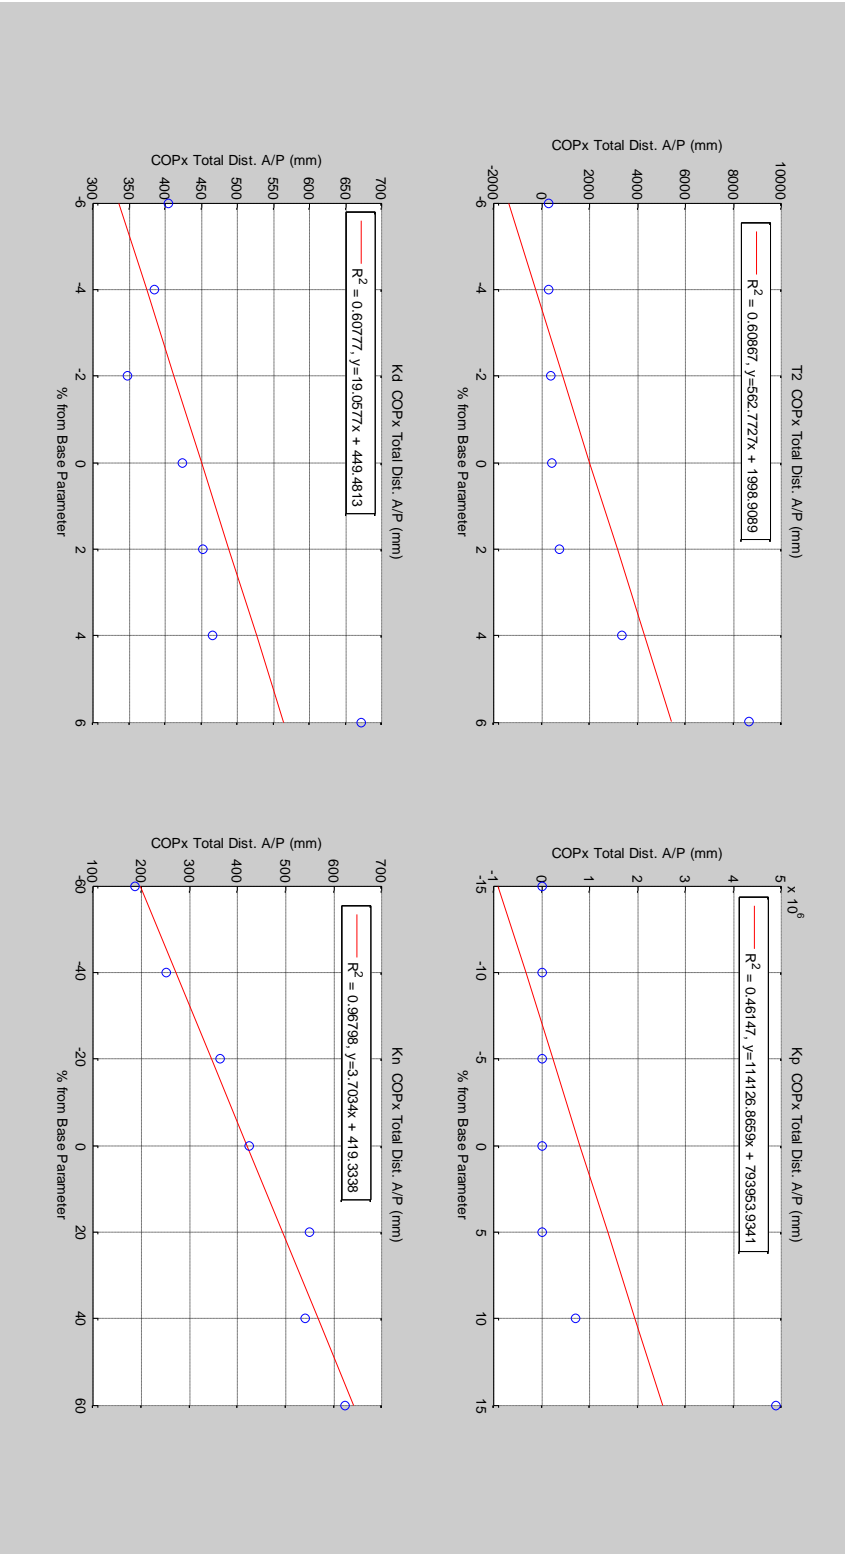 T2 COPx Total Dist. A/P (mm)
10000
8000
6000
4000
2000
0
-2000
COPx Total Dist. A/P (mm)
R2 = 0.60867, y=562.7727x + 1998.9089
-6 -4 -2 0 2 4 6
% from Base Parameter
Kp COPx Total Dist. A/P (mm)
x 106
5
4
3
2
1
0
-1
COPx Total Dist. A/P (mm)
R2 = 0.46147, y=114126.8659x + 793953.9341
-15 -10 -5 0 5 10 15
% from Base Parameter
Kd COPx Total Dist. A/P (mm)
700
650
600
550
500
450
400
350
300
COPx Total Dist. A/P (mm)
R2 = 0.60777, y=19.0577x + 449.4813
-6 -4 -2 0 2 4 6
% from Base Parameter
Kn COPx Total Dist. A/P (mm)
700
600
500
400
300
200
100
COPx Total Dist. A/P (mm)
R2 = 0.96798, y=3.7034x + 419.3338
-60 -40 -20 0 20 40 60
% from Base Parameter